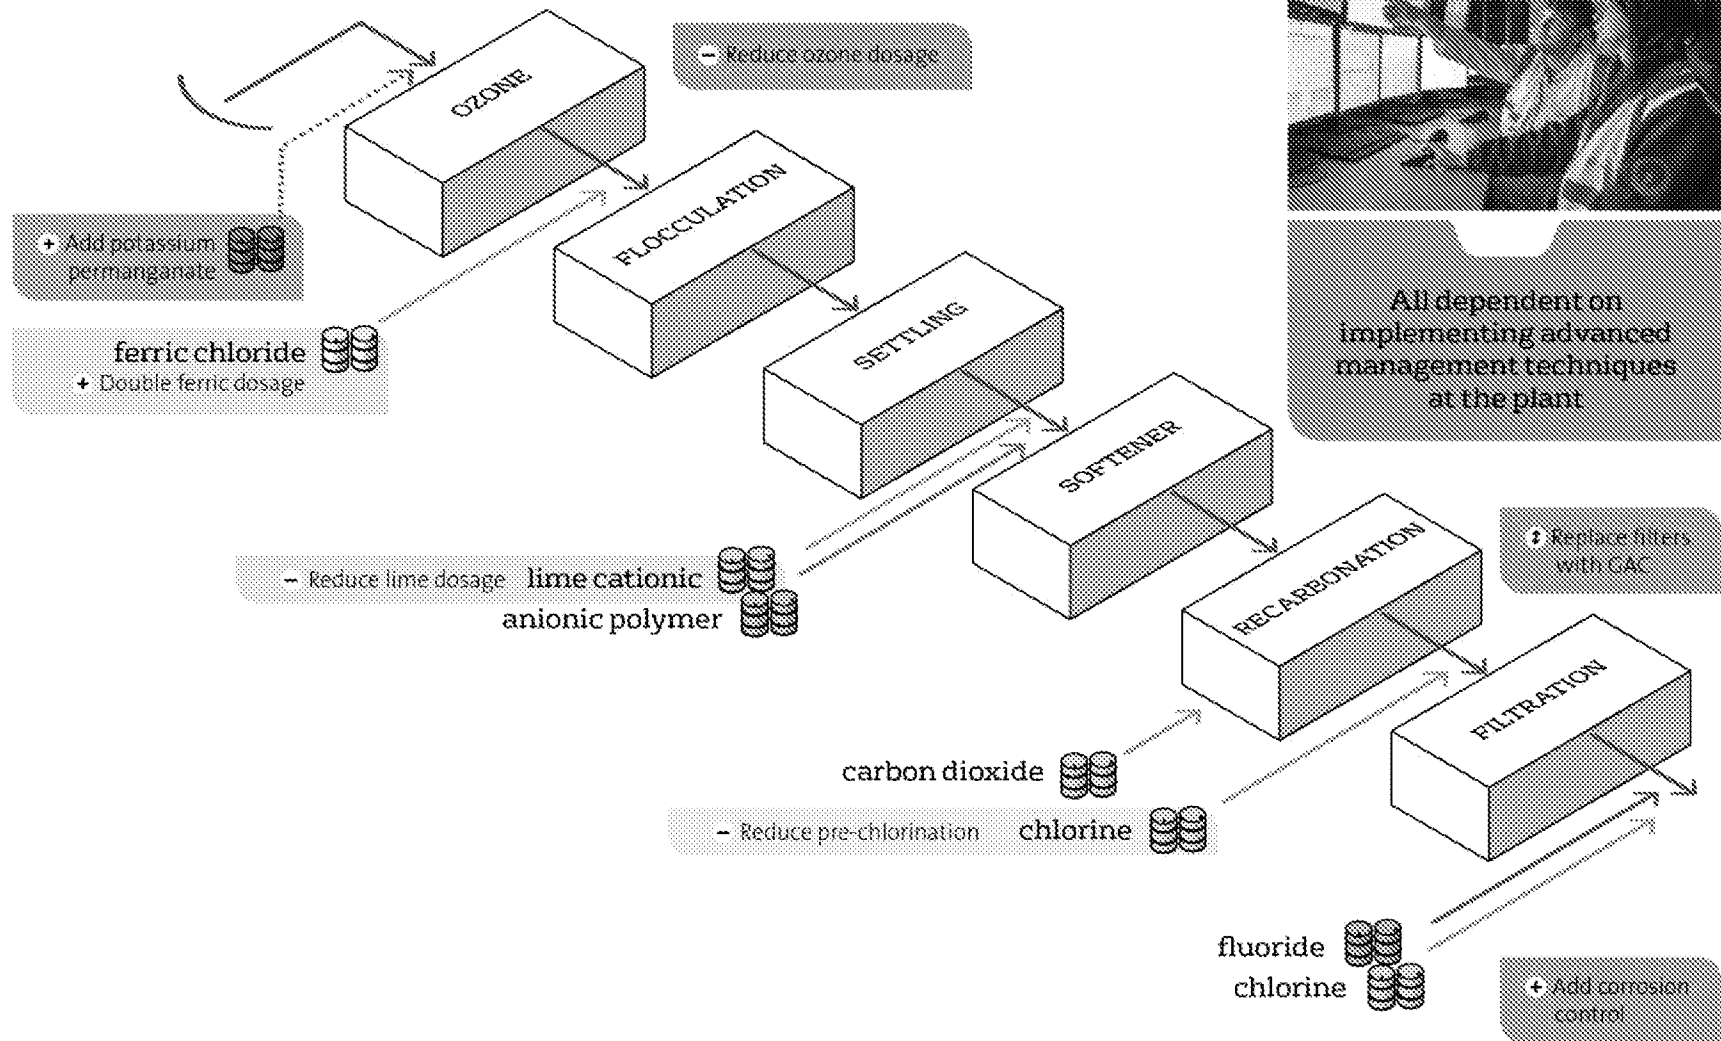 OZONE
− Reduce ozone dosage
FLOCCULATION
+ Add potassium
permanganate
ferric chloride
+ Double ferric dosage
SETTLING
All dependent on
implementing advanced
management techniques
at the plant
SOFTENER
− Reduce lime dosage lime cationic
anionic polymer
RECARBONATION
↕ Replace filters
with GAC
FILTRATION
carbon dioxide
− Reduce pre-chlorination chlorine
fluoride
chlorine
+ Add corrosion
control